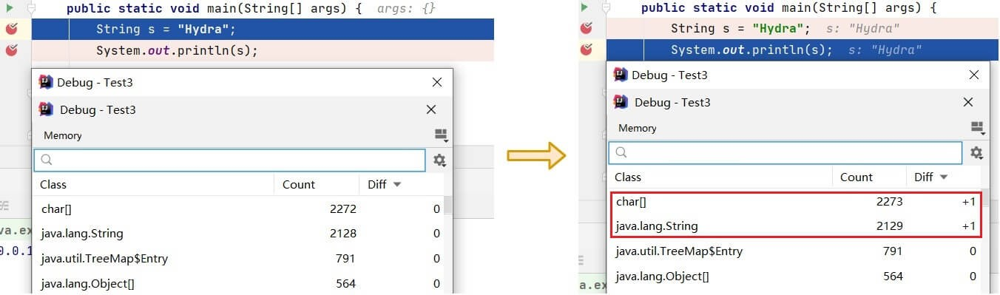 public static void main(String[] args) {  args: {}
String s = "Hydra";
System.out.println(s);
Debug - Test3
Debug - Test3
Memory
Class Count Diff
char[] 2272 0
java.lang.String 2128 0
java.util.TreeMap$Entry 791 0
java.lang.Object[] 564 0
va.ex
0.0.1
public static void main(String[] args) {
String s = "Hydra";  s: "Hydra"
System.out.println(s);  s: "Hydra"
Debug - Test3
Debug - Test3
Memory
Class Count Diff
char[] 2273 +1
java.lang.String 2129 +1
java.util.TreeMap$Entry 791 0
java.lang.Object[] 564 0
a.ex